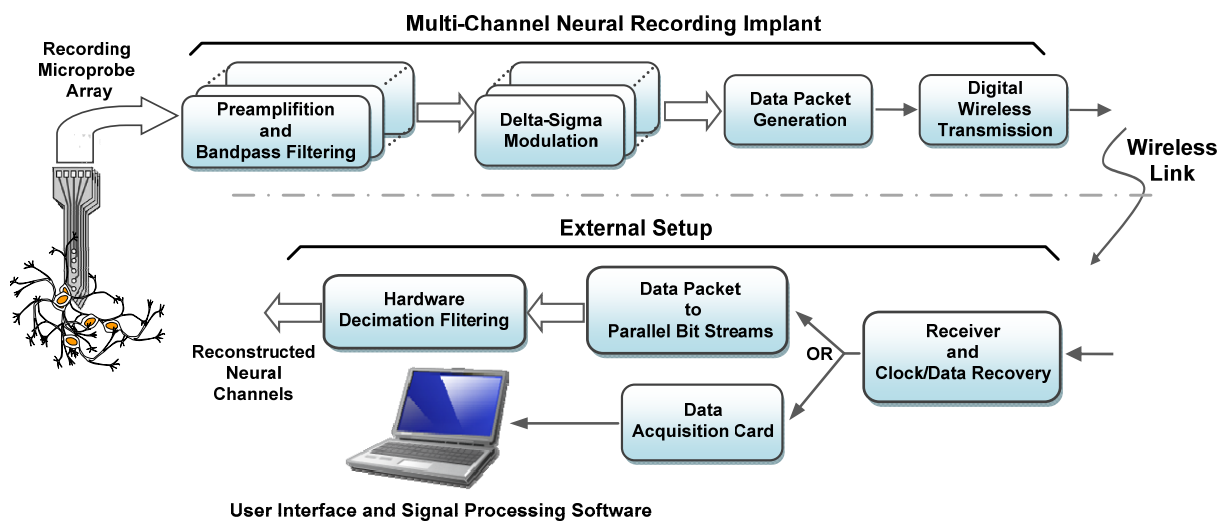 Multi-Channel Neural Recording Implant
Recording
Microprobe
Array
Preamplifition
and
Bandpass Filtering
Delta-Sigma
Modulation
Data Packet
Generation
Digital
Wireless
Transmission
Wireless
Link
External Setup
Hardware
Decimation Flitering
Data Packet
to
Parallel Bit Streams
Receiver
and
Clock/Data Recovery
OR
Reconstructed
Neural
Channels
Data
Acquisition Card
User Interface and Signal Processing Software